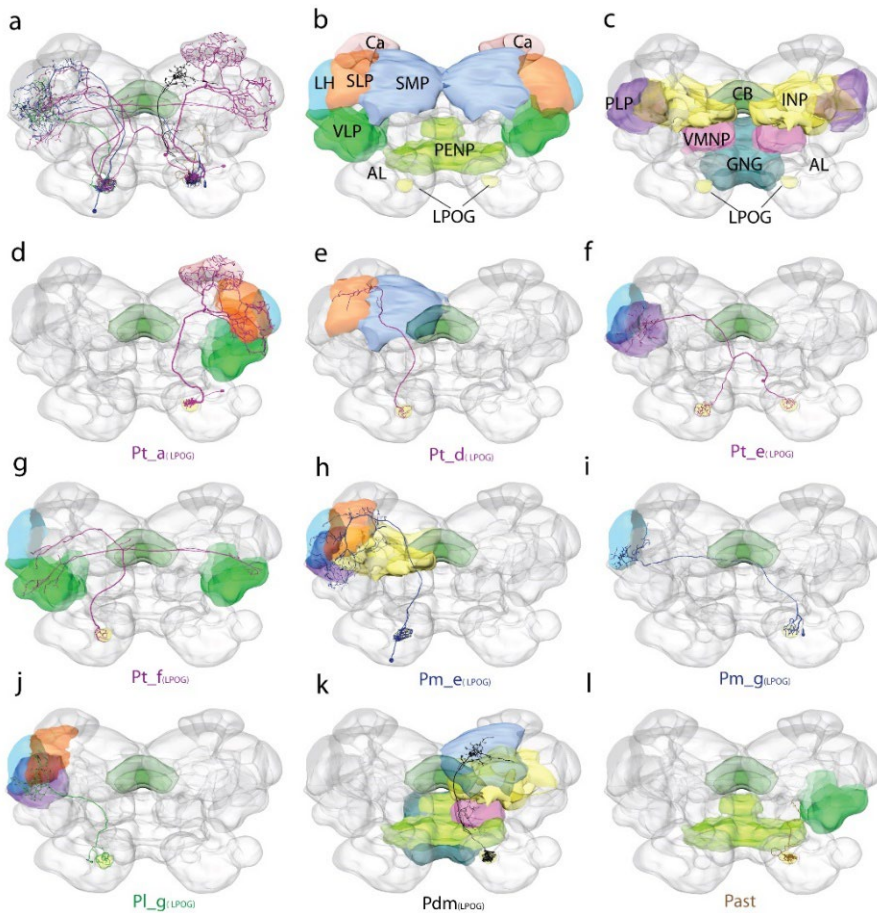 a
Ca Ca
LH SLP SMP
VLP
PENP
AL
LPOG
b
c
PLP CB INP
VMNP
GNG AL
LPOG
d
Pt_a(LPOG)
e
Pt_d(LPOG)
f
Pt_e(LPOG)
g
Pt_f(LPOG)
h
Pm_e(LPOG)
i
Pm_g(LPOG)
j
Pl_g(LPOG)
k
Pdm(LPOG)
l
Past